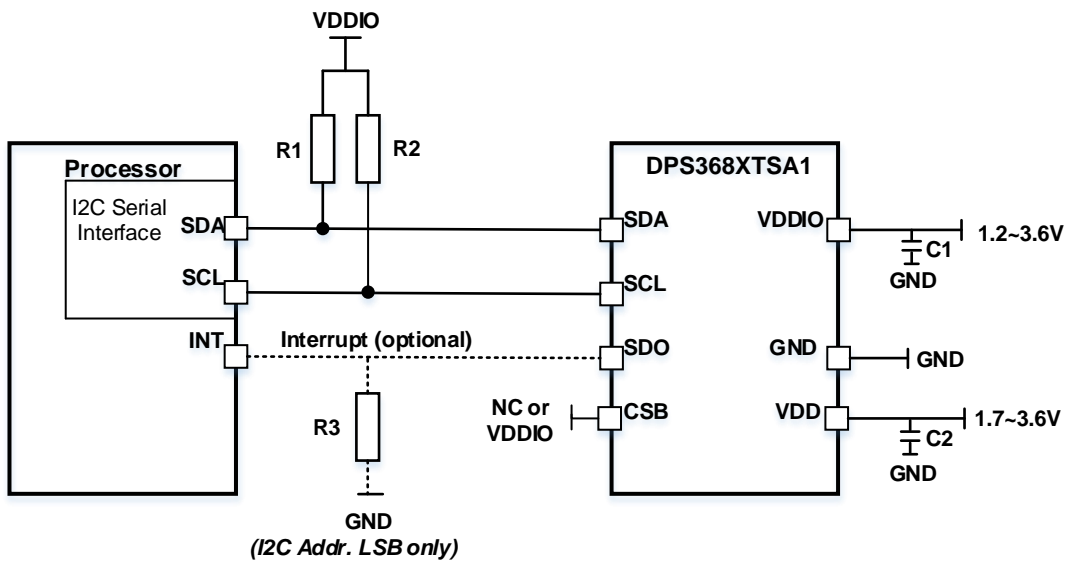 VDDIO
R1
R2
Processor
I2C Serial
Interface
SDA
SCL
INT
Interrupt (optional)
R3
GND
(I2C Addr. LSB only)
DPS368XTSA1
SDA
SCL
SDO
CSB
NC or
VDDIO
VDDIO
GND
VDD
1.2~3.6V
C1
GND
GND
1.7~3.6V
C2
GND